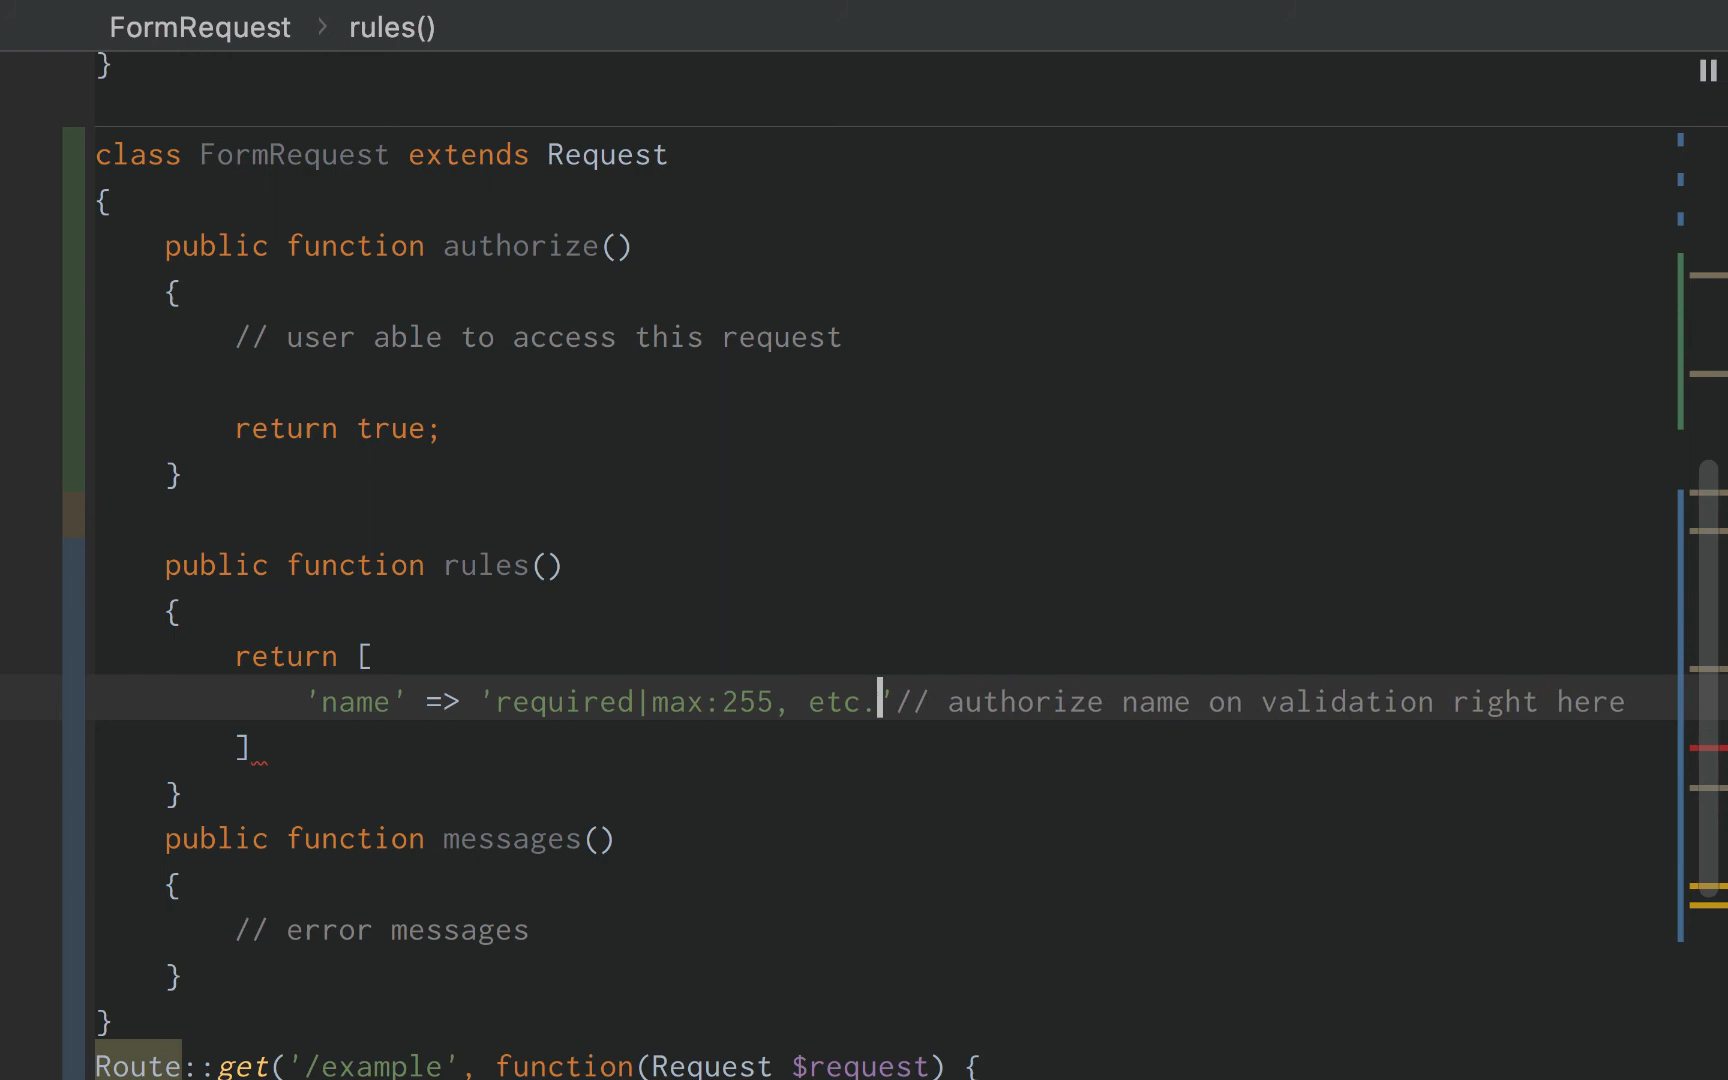 FormRequest > rules()
}
class FormRequest extends Request
{
public function authorize()
{
// user able to access this request
return true;
}
public function rules()
{
return [
'name' => 'required|max:255, etc.'// authorize name on validation right here
]
}
public function messages()
{
// error messages
}
}
Route::get('/example', function(Request $request) {